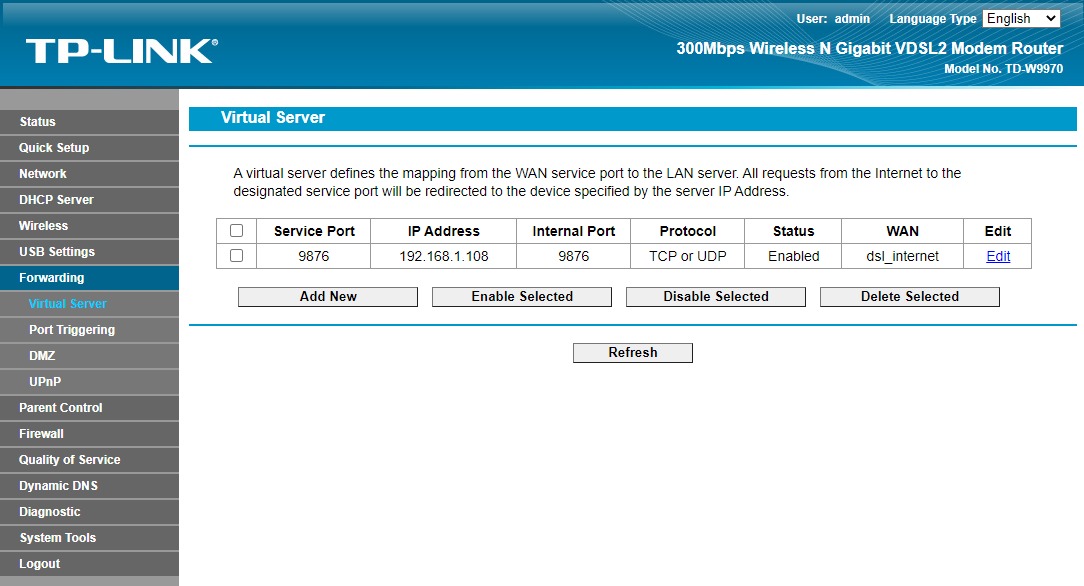 User: admin Language Type English
TP-LINK®
300Mbps Wireless N Gigabit VDSL2 Modem Router
Model No. TD-W9970
Status
Quick Setup
Network
DHCP Server
Wireless
USB Settings
Forwarding
Virtual Server
Port Triggering
DMZ
UPnP
Parent Control
Firewall
Quality of Service
Dynamic DNS
Diagnostic
System Tools
Logout
Virtual Server
A virtual server defines the mapping from the WAN service port to the LAN server. All requests from the Internet to the
designated service port will be redirected to the device specified by the server IP Address.
Service Port IP Address Internal Port Protocol Status WAN Edit
9876 192.168.1.108 9876 TCP or UDP Enabled dsl_internet Edit
Add New Enable Selected Disable Selected Delete Selected
Refresh